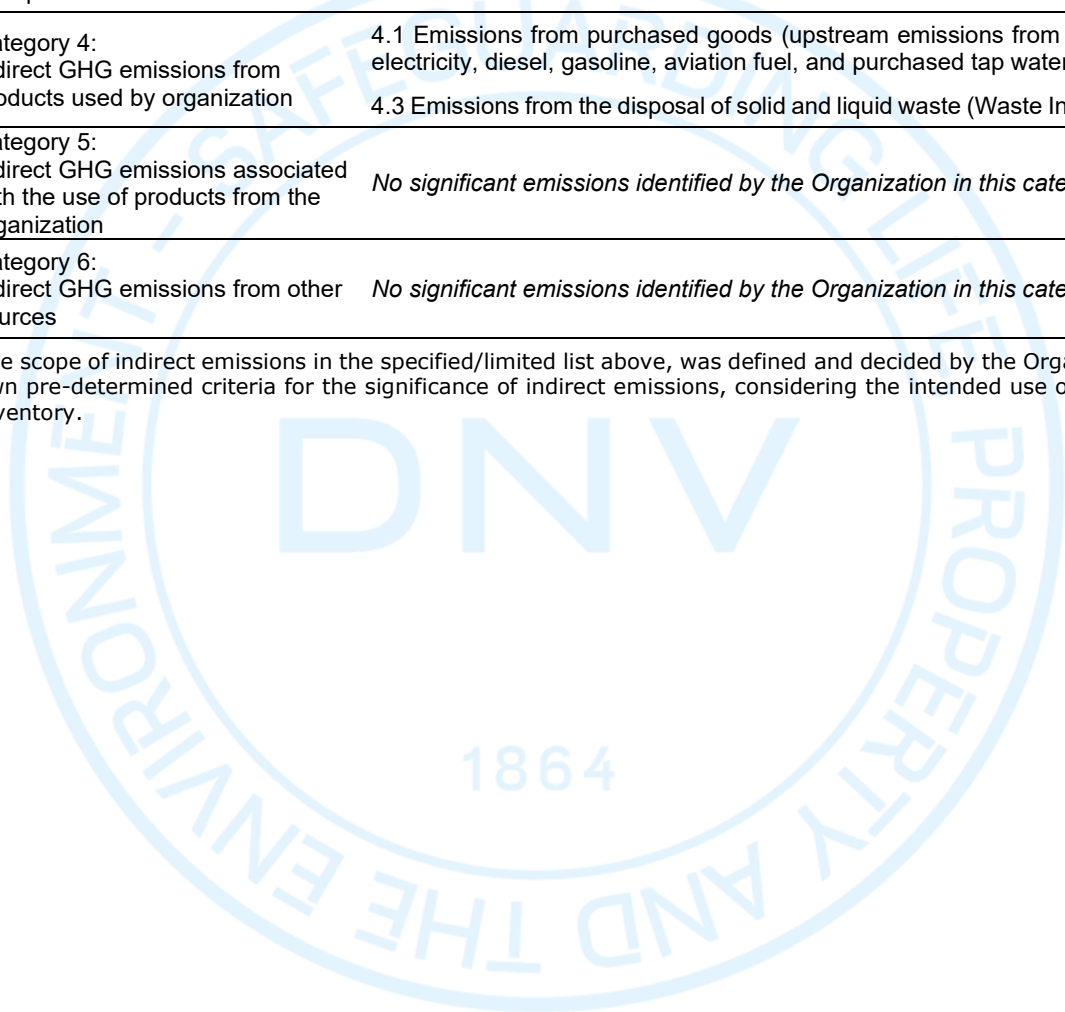 ategory 4:
direct GHG emissions from
oducts used by organization
4.1 Emissions from purchased goods (upstream emissions from
electricity, diesel, gasoline, aviation fuel, and purchased tap water
4.3 Emissions from the disposal of solid and liquid waste (Waste In
ategory 5:
direct GHG emissions associated
th the use of products from the
ganization
No significant emissions identified by the Organization in this cate
ategory 6:
direct GHG emissions from other
urces
No significant emissions identified by the Organization in this cate
e scope of indirect emissions in the specified/limited list above, was defined and decided by the Orga
wn pre-determined criteria for the significance of indirect emissions, considering the intended use o
ventory.
SAFEGUARDING LIFE PROPERTY AND THE ENVIRONMENT -
DNV
1864